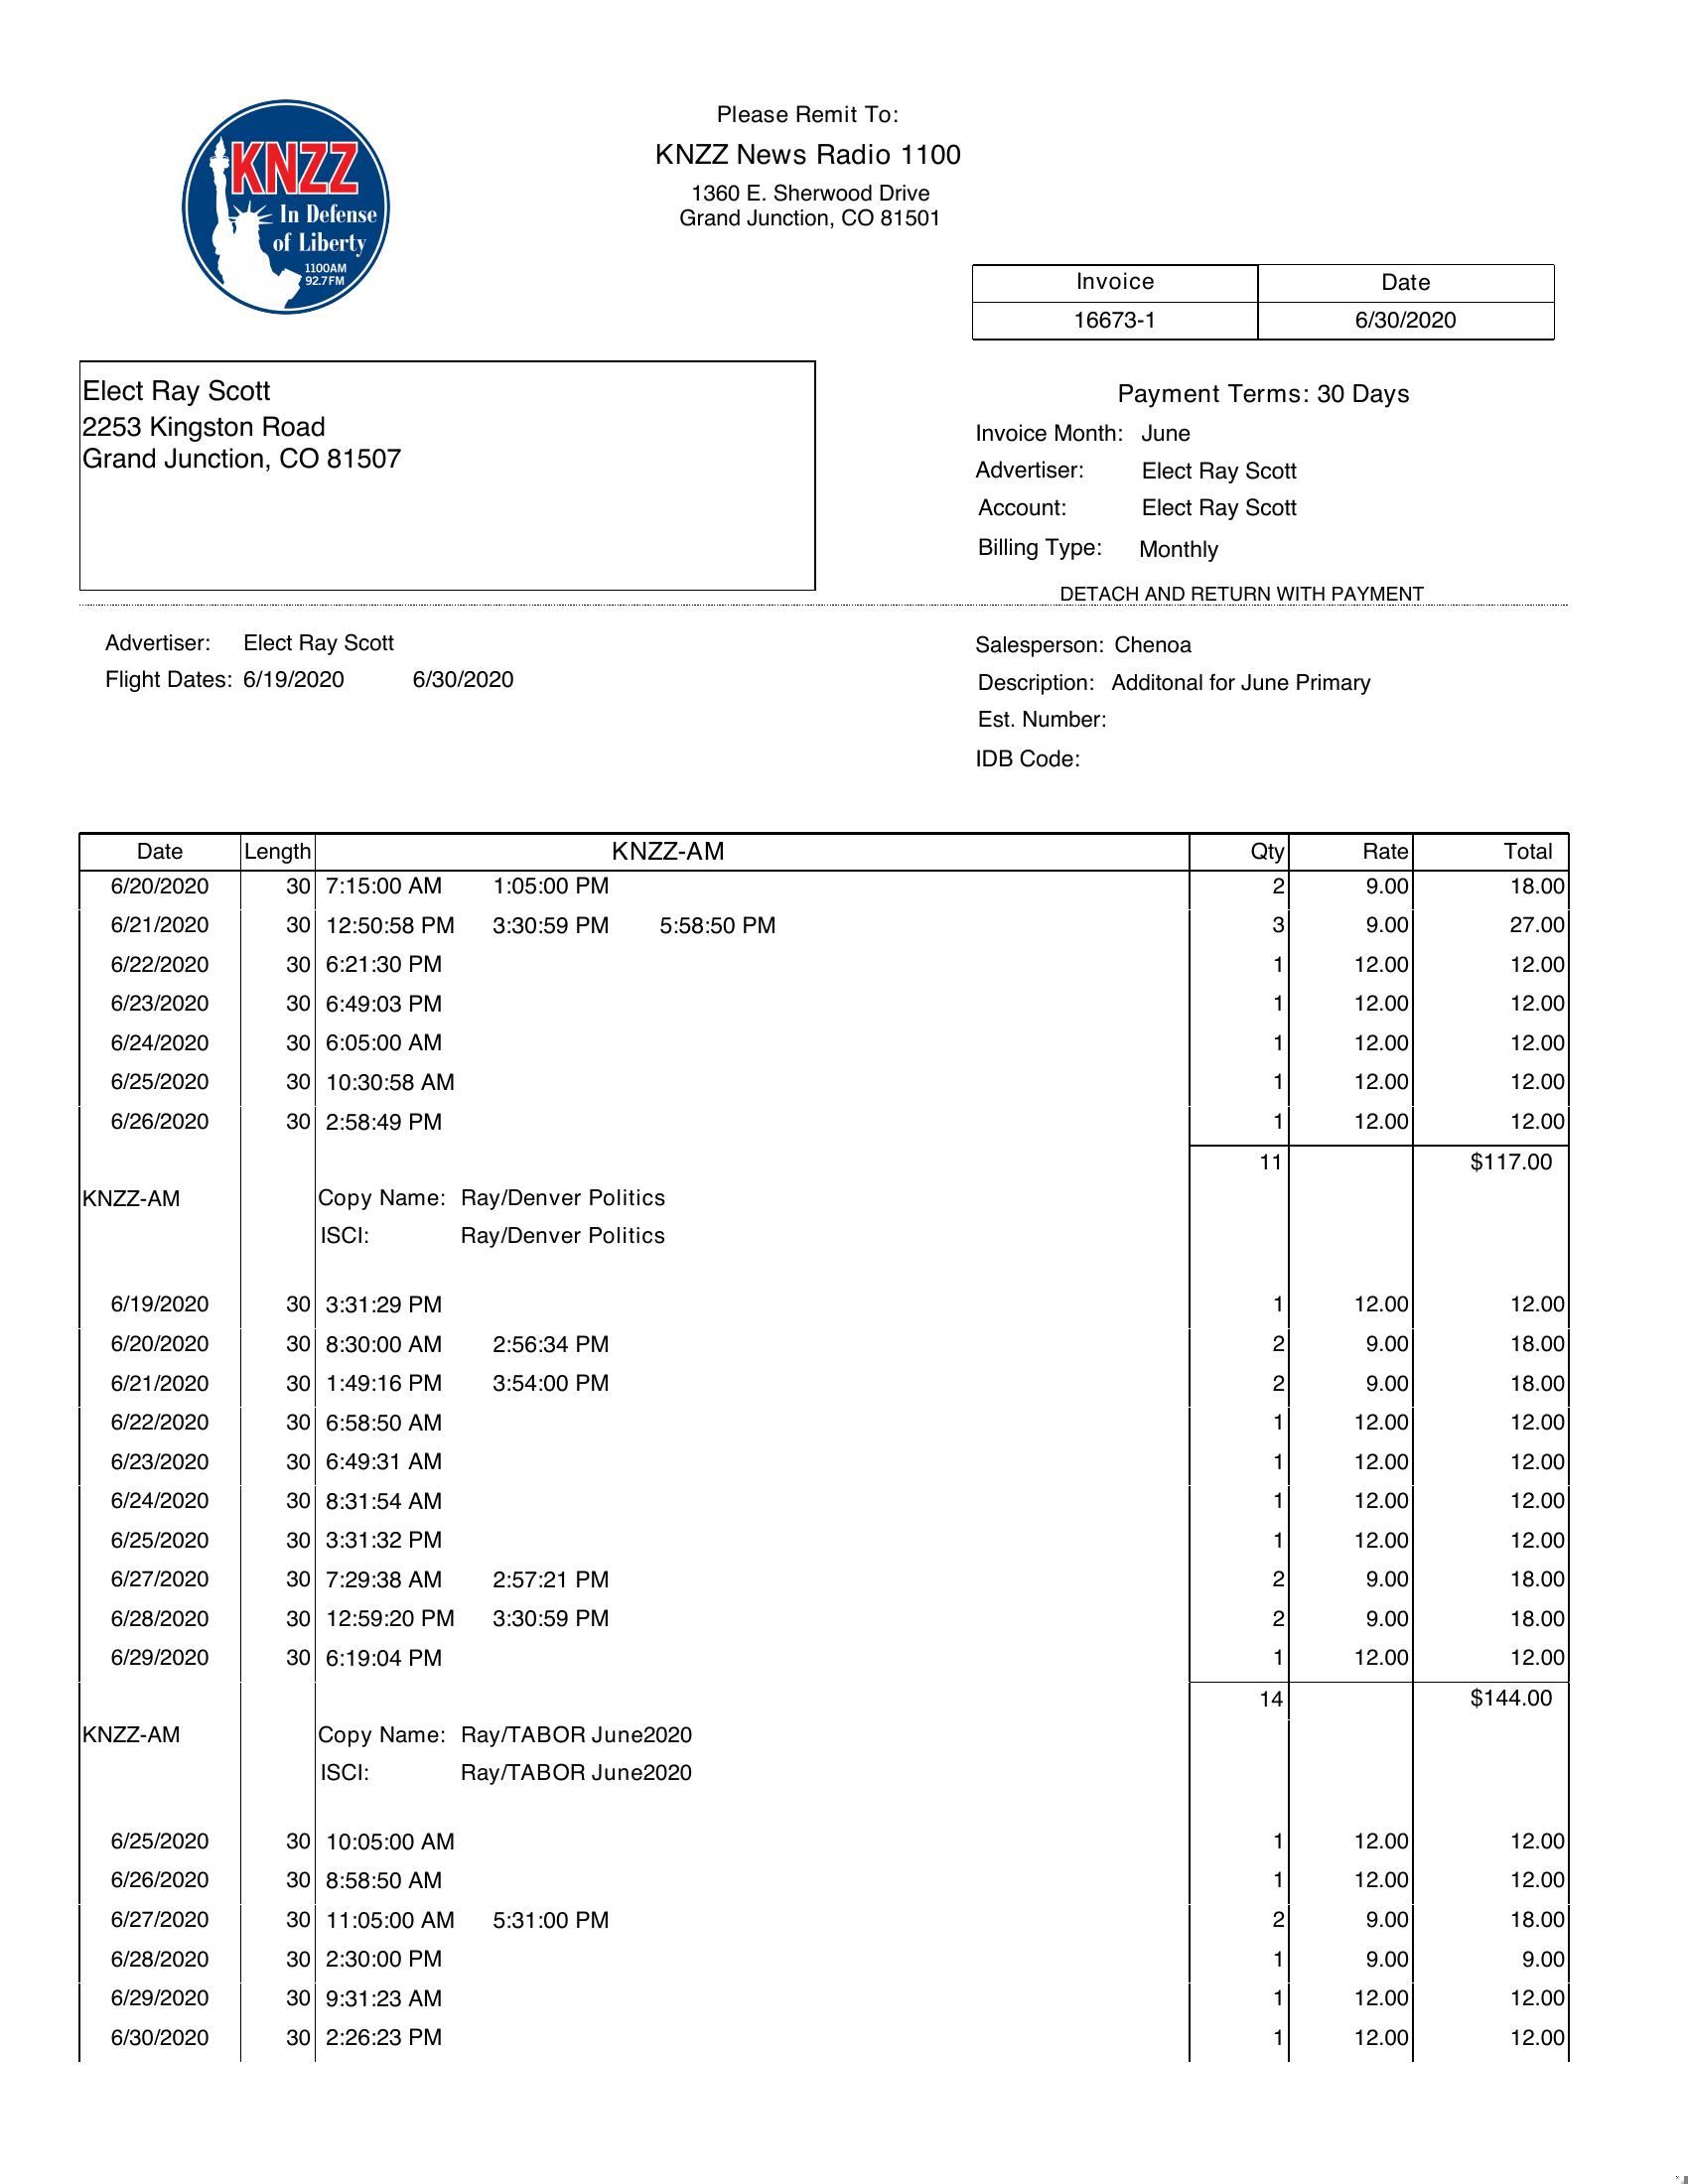 KNZZ
In Defense
of Liberty
1100AM
92.7FM
Please Remit To:
KNZZ News Radio 1100
1360 E. Sherwood Drive
Grand Junction, CO 81501
Invoice Date
16673-1 6/30/2020
Elect Ray Scott
2253 Kingston Road
Grand Junction, CO 81507
Payment Terms: 30 Days
Invoice Month: June
Advertiser: Elect Ray Scott
Account: Elect Ray Scott
Billing Type: Monthly
DETACH AND RETURN WITH PAYMENT
Advertiser: Elect Ray Scott
Flight Dates: 6/19/2020 6/30/2020
Salesperson: Chenoa
Description: Additonal for June Primary
Est. Number:
IDB Code:
Date Length KNZZ-AM Qty Rate Total
6/20/2020 30 7:15:00 AM 1:05:00 PM 2 9.00 18.00
6/21/2020 30 12:50:58 PM 3:30:59 PM 5:58:50 PM 3 9.00 27.00
6/22/2020 30 6:21:30 PM 1 12.00 12.00
6/23/2020 30 6:49:03 PM 1 12.00 12.00
6/24/2020 30 6:05:00 AM 1 12.00 12.00
6/25/2020 30 10:30:58 AM 1 12.00 12.00
6/26/2020 30 2:58:49 PM 1 12.00 12.00
11 $117.00
KNZZ-AM Copy Name: Ray/Denver Politics
ISCI: Ray/Denver Politics
6/19/2020 30 3:31:29 PM 1 12.00 12.00
6/20/2020 30 8:30:00 AM 2:56:34 PM 2 9.00 18.00
6/21/2020 30 1:49:16 PM 3:54:00 PM 2 9.00 18.00
6/22/2020 30 6:58:50 AM 1 12.00 12.00
6/23/2020 30 6:49:31 AM 1 12.00 12.00
6/24/2020 30 8:31:54 AM 1 12.00 12.00
6/25/2020 30 3:31:32 PM 1 12.00 12.00
6/27/2020 30 7:29:38 AM 2:57:21 PM 2 9.00 18.00
6/28/2020 30 12:59:20 PM 3:30:59 PM 2 9.00 18.00
6/29/2020 30 6:19:04 PM 1 12.00 12.00
14 $144.00
KNZZ-AM Copy Name: Ray/TABOR June2020
ISCI: Ray/TABOR June2020
6/25/2020 30 10:05:00 AM 1 12.00 12.00
6/26/2020 30 8:58:50 AM 1 12.00 12.00
6/27/2020 30 11:05:00 AM 5:31:00 PM 2 9.00 18.00
6/28/2020 30 2:30:00 PM 1 9.00 9.00
6/29/2020 30 9:31:23 AM 1 12.00 12.00
6/30/2020 30 2:26:23 PM 1 12.00 12.00